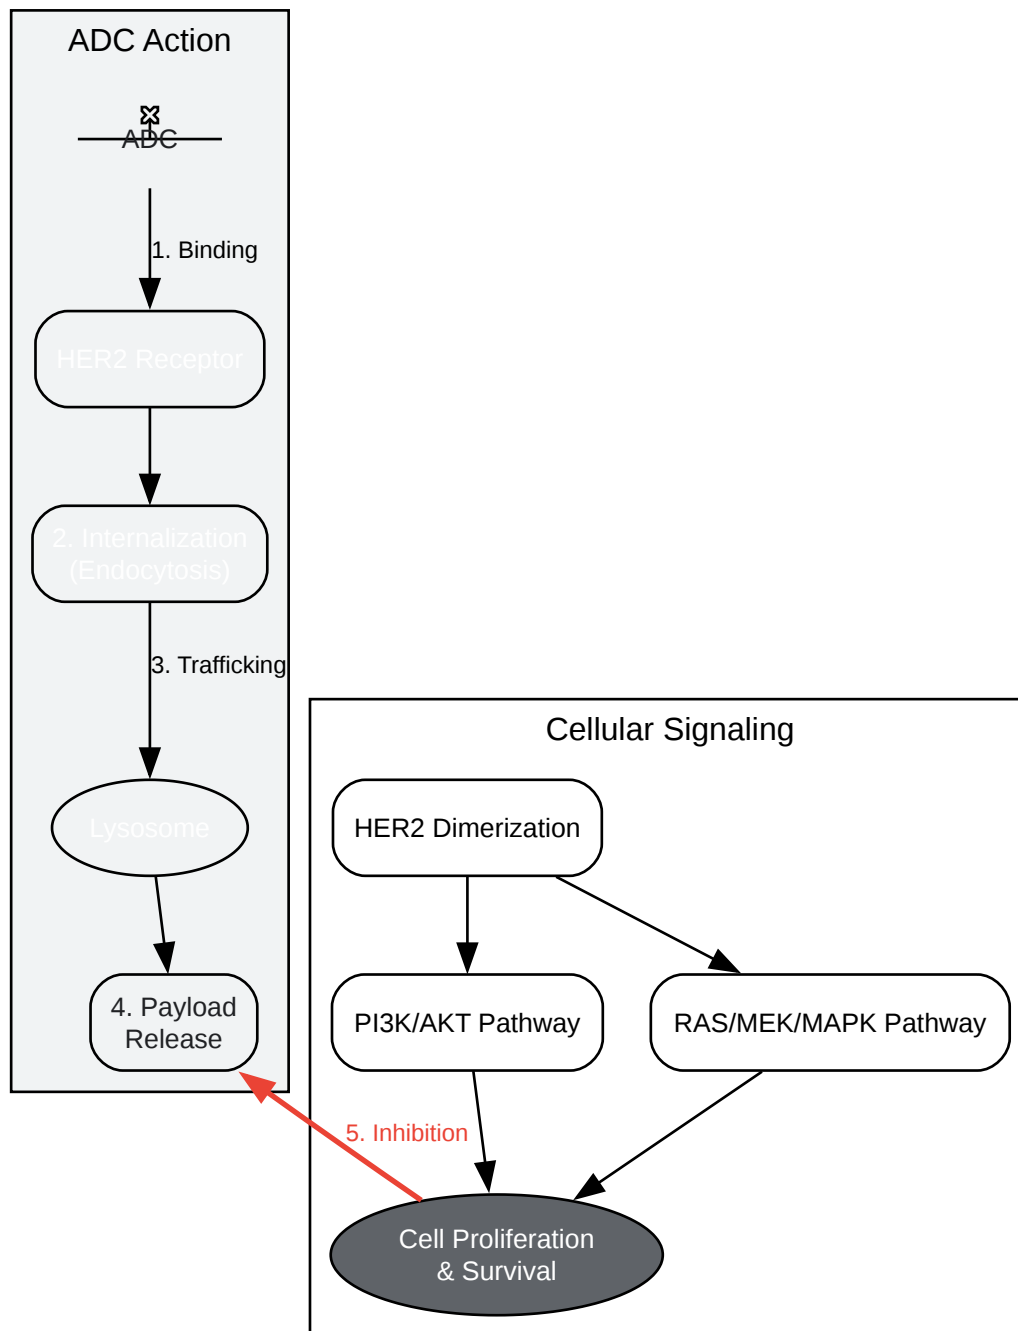 ADC Action
ADC
1. Binding
HER2 Receptor
2. Internalization
(Endocytosis)
3. Trafficking
Lysosome
4. Payload
Release
Cellular Signaling
HER2 Dimerization
PI3K/AKT Pathway
RAS/MEK/MAPK Pathway
5. Inhibition
Cell Proliferation
& Survival